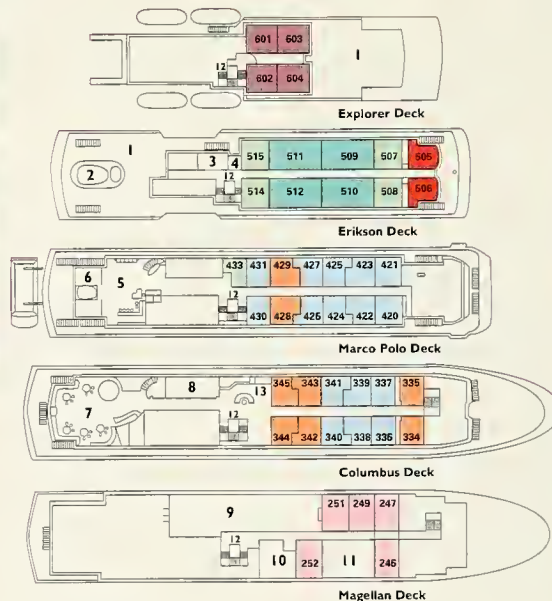 601 603
1
12
602 604
Explorer Deck
1
3 4 515 511 509 507 505
2
12
514 512 510 508 506
Erikson Deck
433 431 429 427 425 423 421
6 5
12
430 428 426 424 422 420
Marco Polo Deck
8 13 345 343 341 339 337 335
7
12
344 342 340 338 336 334
Columbus Deck
251 249 247
9
12
10 252 11 246
Magellan Deck